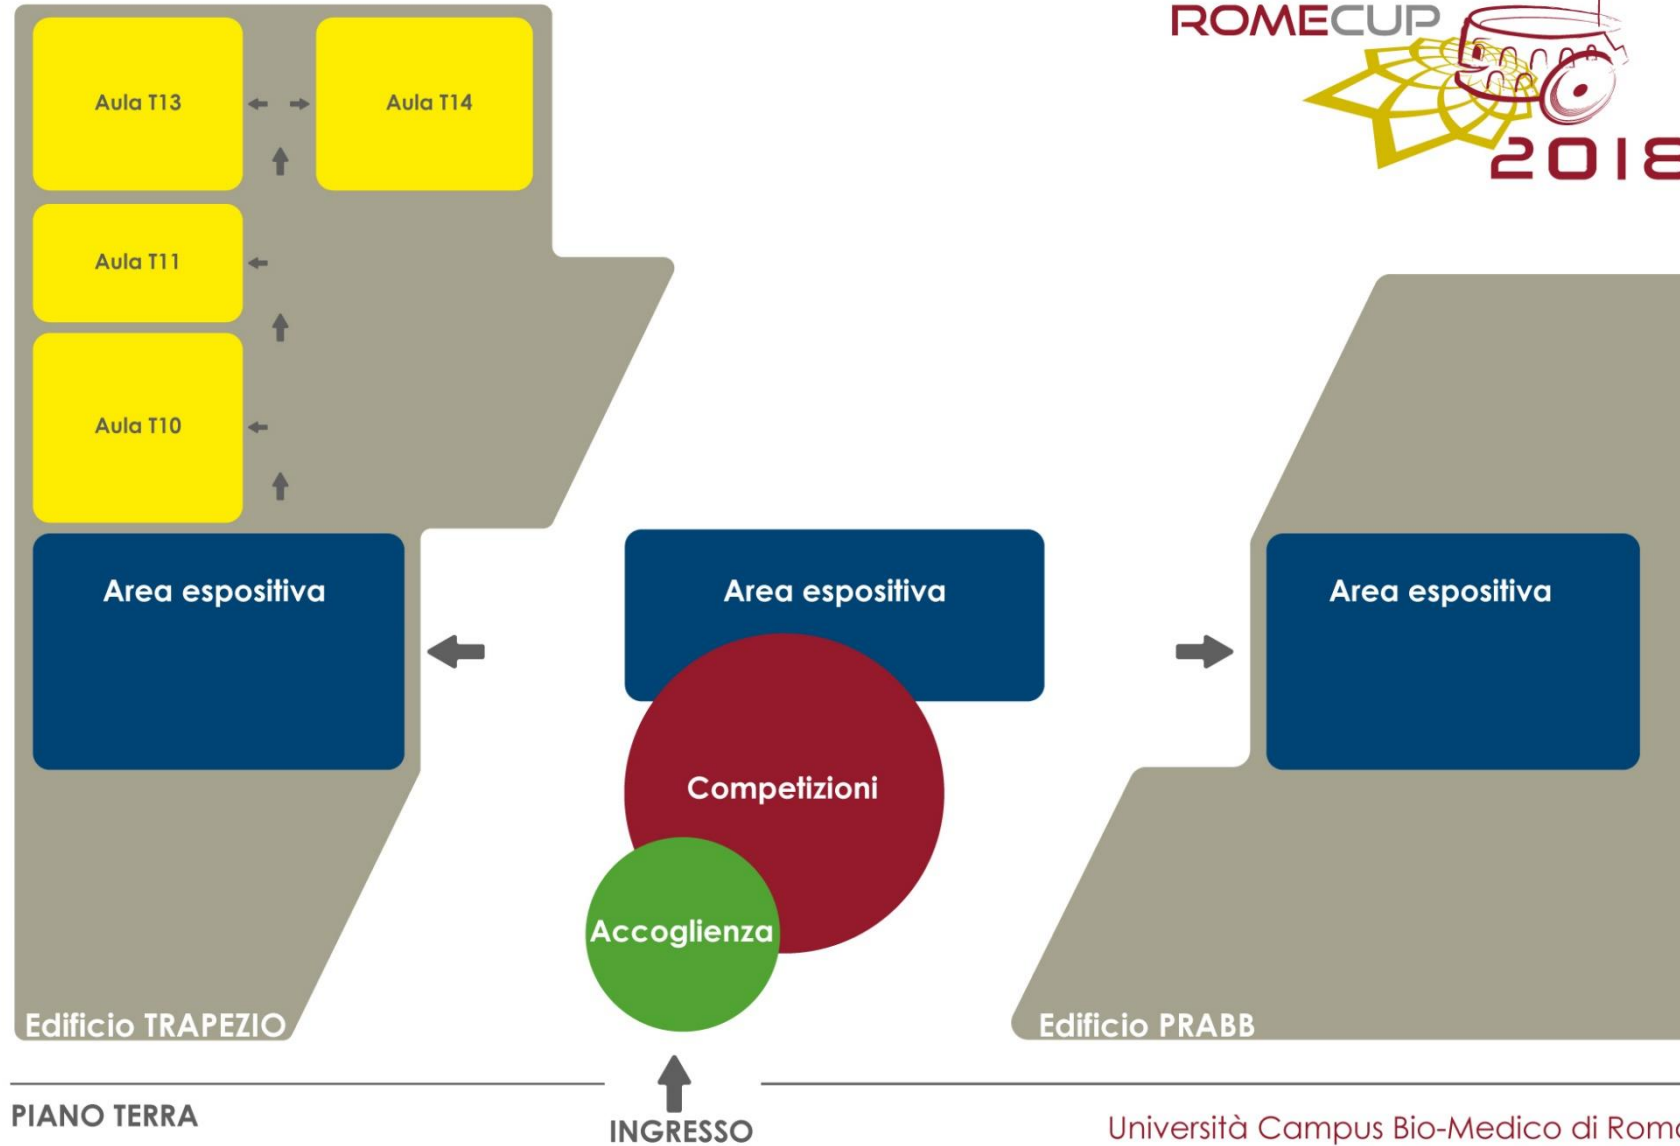 ROMECUP
2018
Aula T13
Aula T14
Aula T11
Aula T10
Area espositiva
Area espositiva
Area espositiva
Competizioni
Accoglienza
Edificio TRAPEZIO
Edificio PRABB
PIANO TERRA
INGRESSO
Università Campus Bio-Medico di Roma